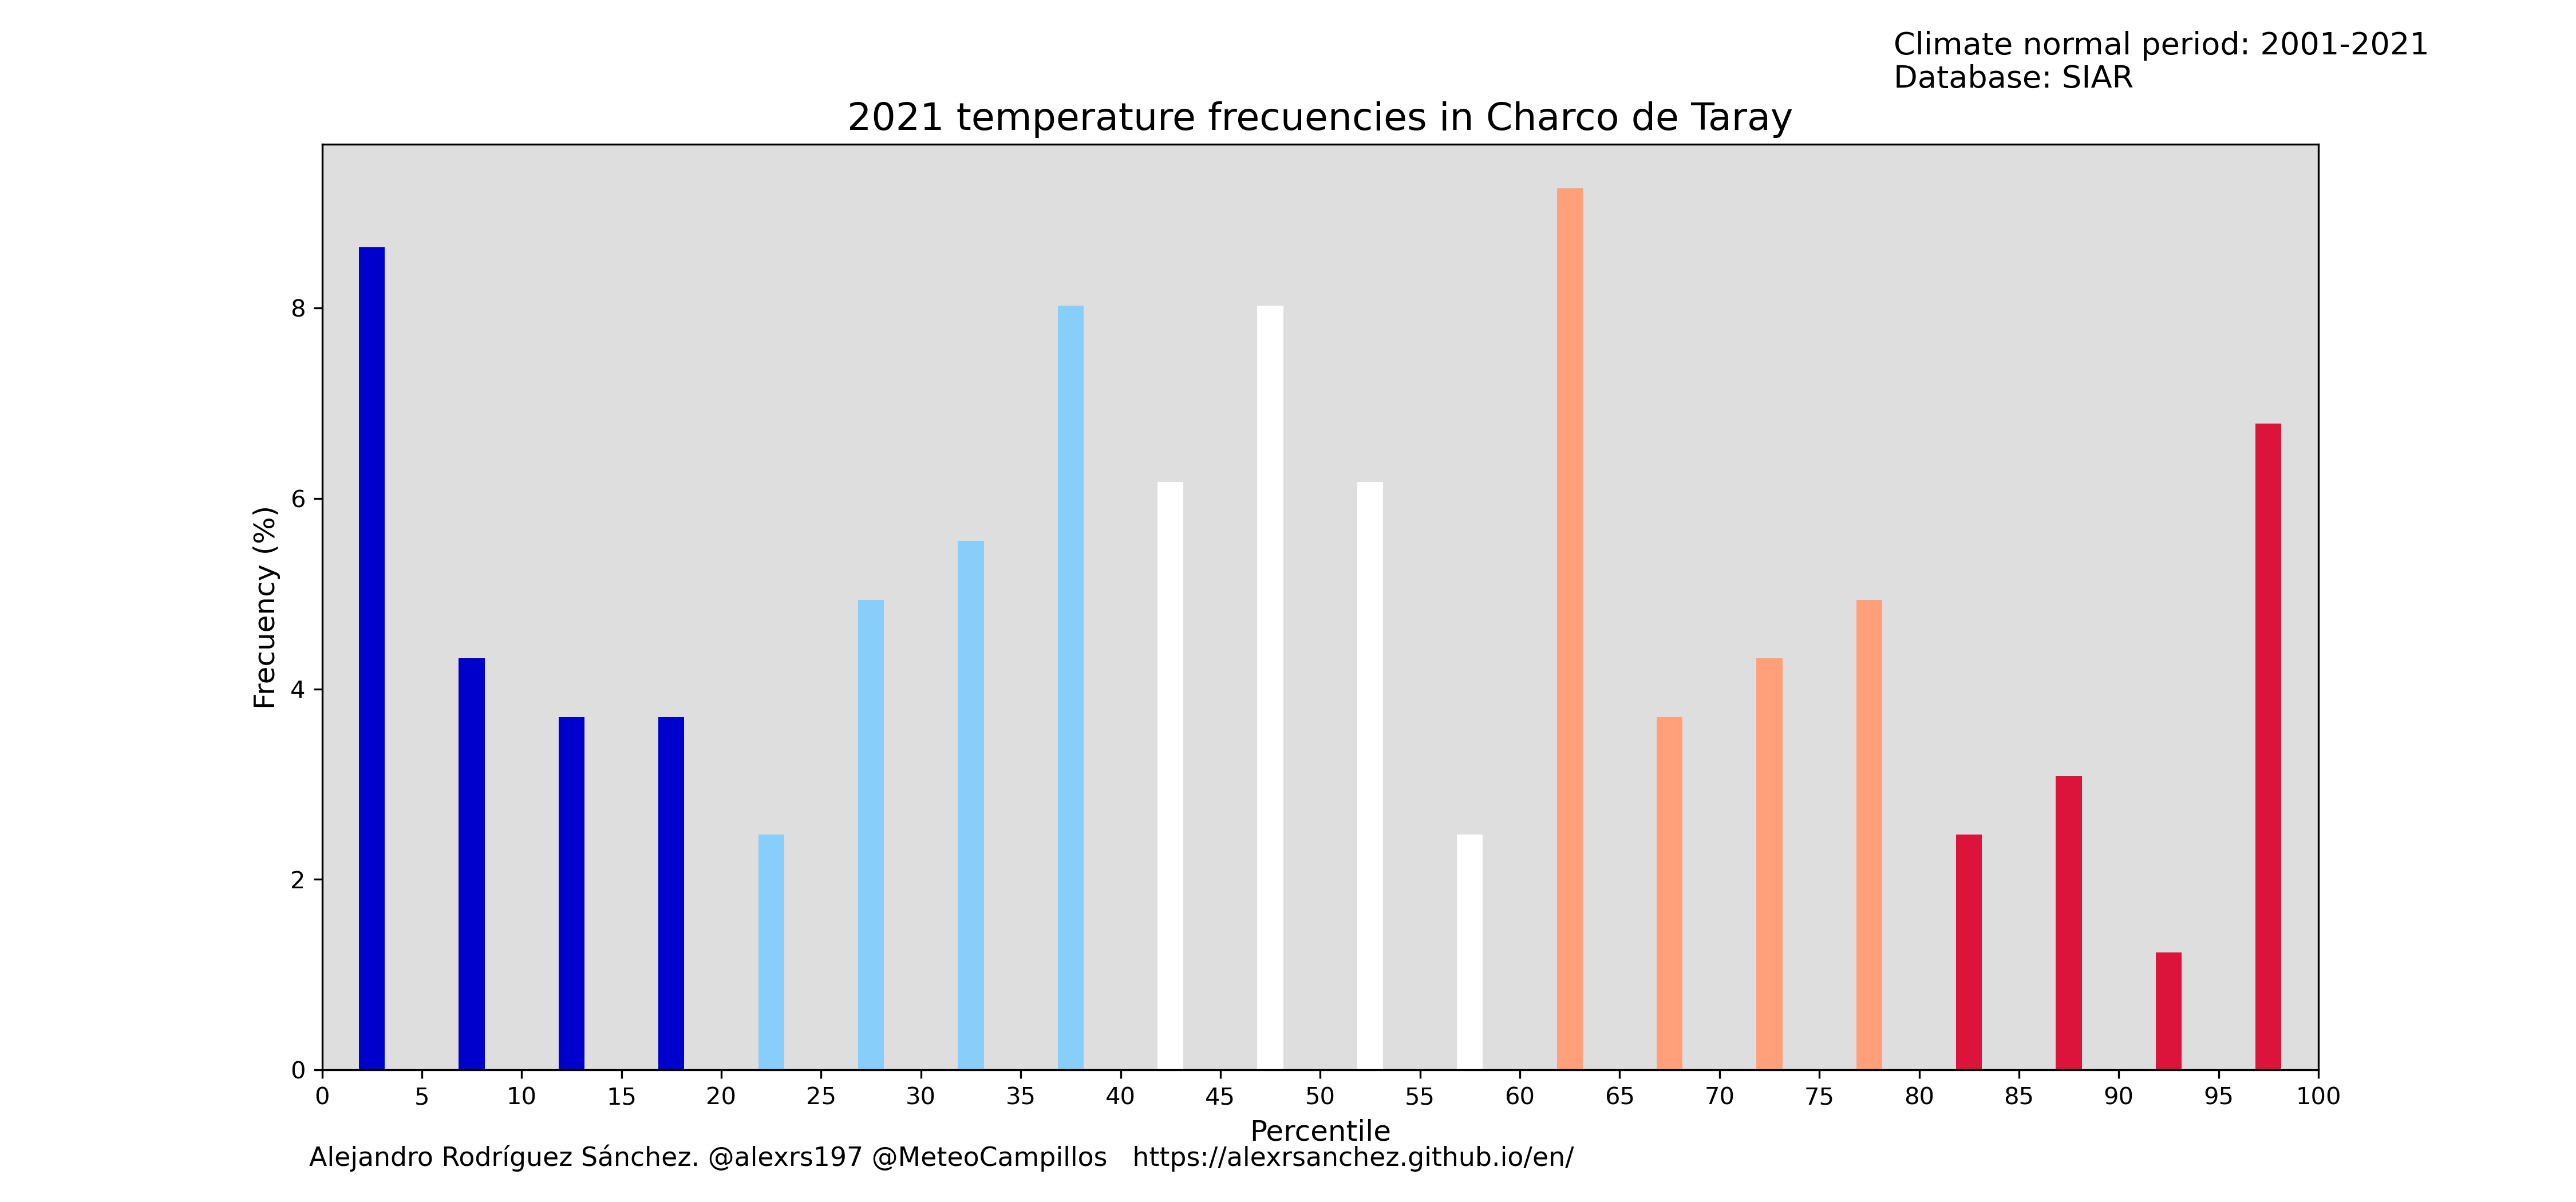 Climate normal period: 2001-2021
Database: SIAR
2021 temperature frecuencies in Charco de Taray
Frecuency (%)
8
6
4
2
0
0 5 10 15 20 25 30 35 40 45 50 55 60 65 70 75 80 85 90 95 100
Percentile
Alejandro Rodríguez Sánchez. @alexrs197 @MeteoCampillos https://alexrsanchez.github.io/en/